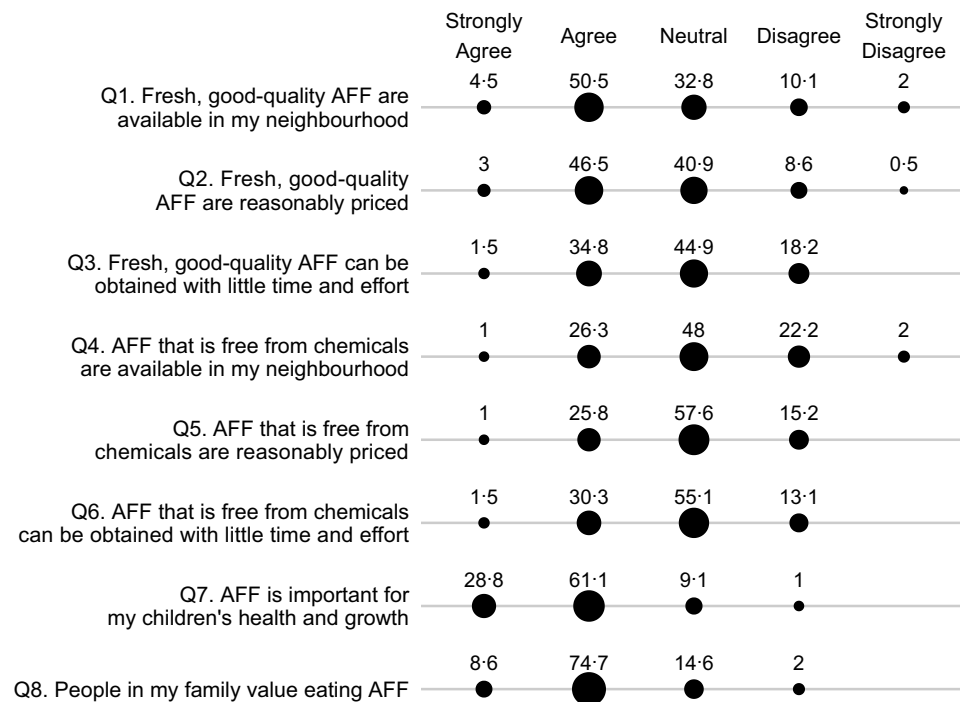 Strongly Agree Agree Neutral Disagree Strongly Disagree
4·5 50·5 32·8 10·1 2
Q1. Fresh, good-quality AFF are
available in my neighbourhood
3 46·5 40·9 8·6 0·5
Q2. Fresh, good-quality
AFF are reasonably priced
1·5 34·8 44·9 18·2
Q3. Fresh, good-quality AFF can be
obtained with little time and effort
1 26·3 48 22·2 2
Q4. AFF that is free from chemicals
are available in my neighbourhood
1 25·8 57·6 15·2
Q5. AFF that is free from
chemicals are reasonably priced
1·5 30·3 55·1 13·1
Q6. AFF that is free from chemicals
can be obtained with little time and effort
28·8 61·1 9·1 1
Q7. AFF is important for
my children's health and growth
8·6 74·7 14·6 2
Q8. People in my family value eating AFF